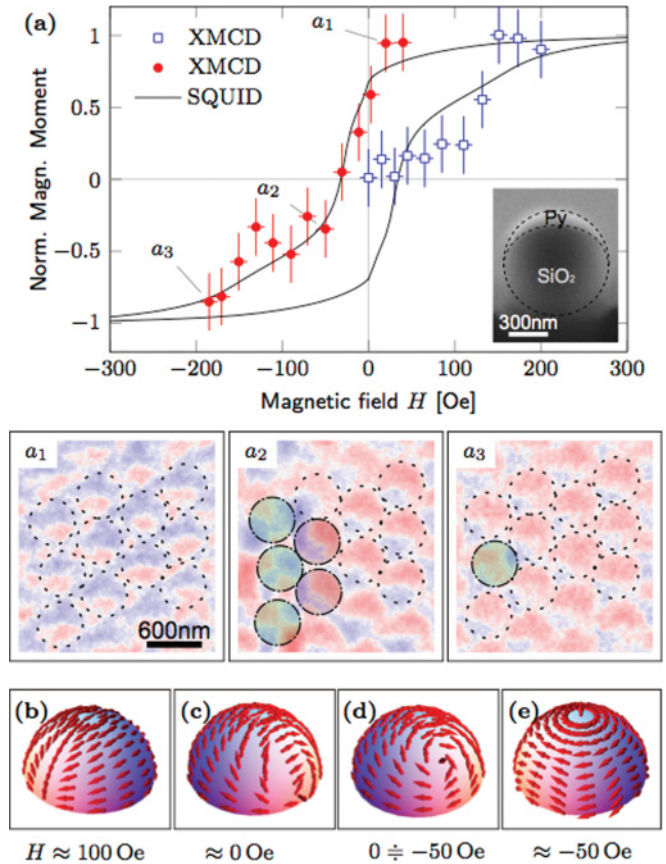 (a)
XMCD
XMCD
SQUID
a₁
a₂
a₃
Norm. Magn. Moment
1
0.5
0
−0.5
−1
−300
−200
−100
0
100
200
300
Magnetic field H [Oe]
Py
SiO₂
300nm
a₁
600nm
a₂
a₃
(b)
(c)
(d)
(e)
H ≈ 100 Oe
≈ 0 Oe
0 ÷ −50 Oe
≈ −50 Oe